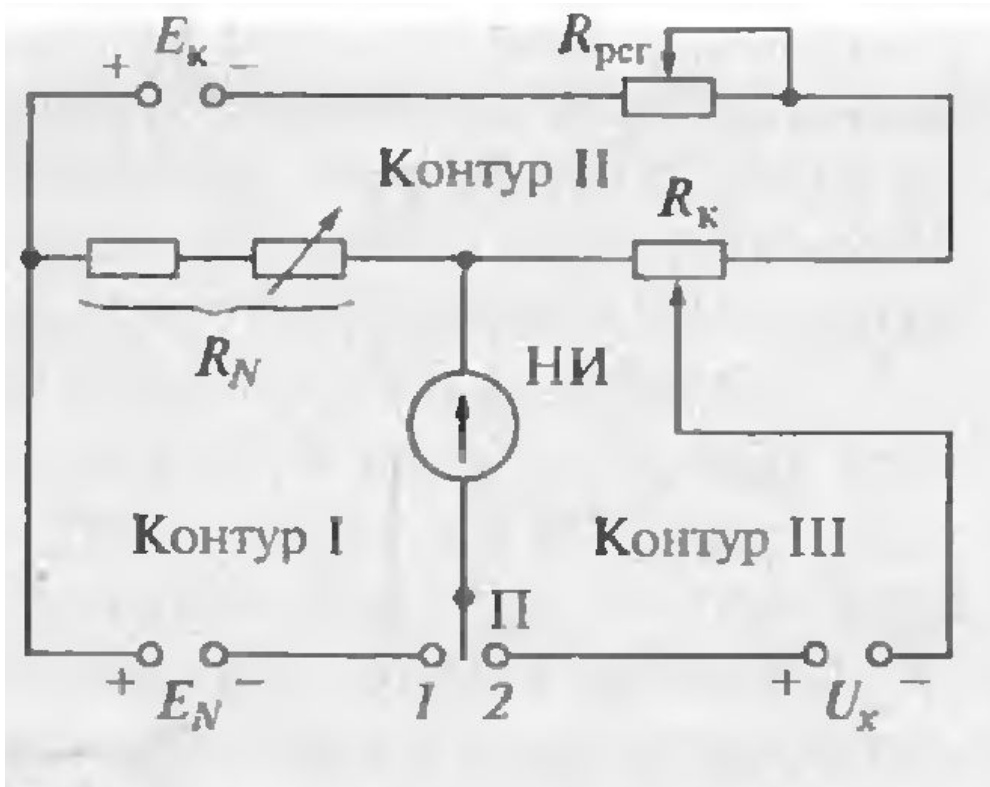 + Eк −
Rрег
Контур II
Rк
RN
НИ
Контур I
Контур III
П
+ EN −
1
2
+ Ux −